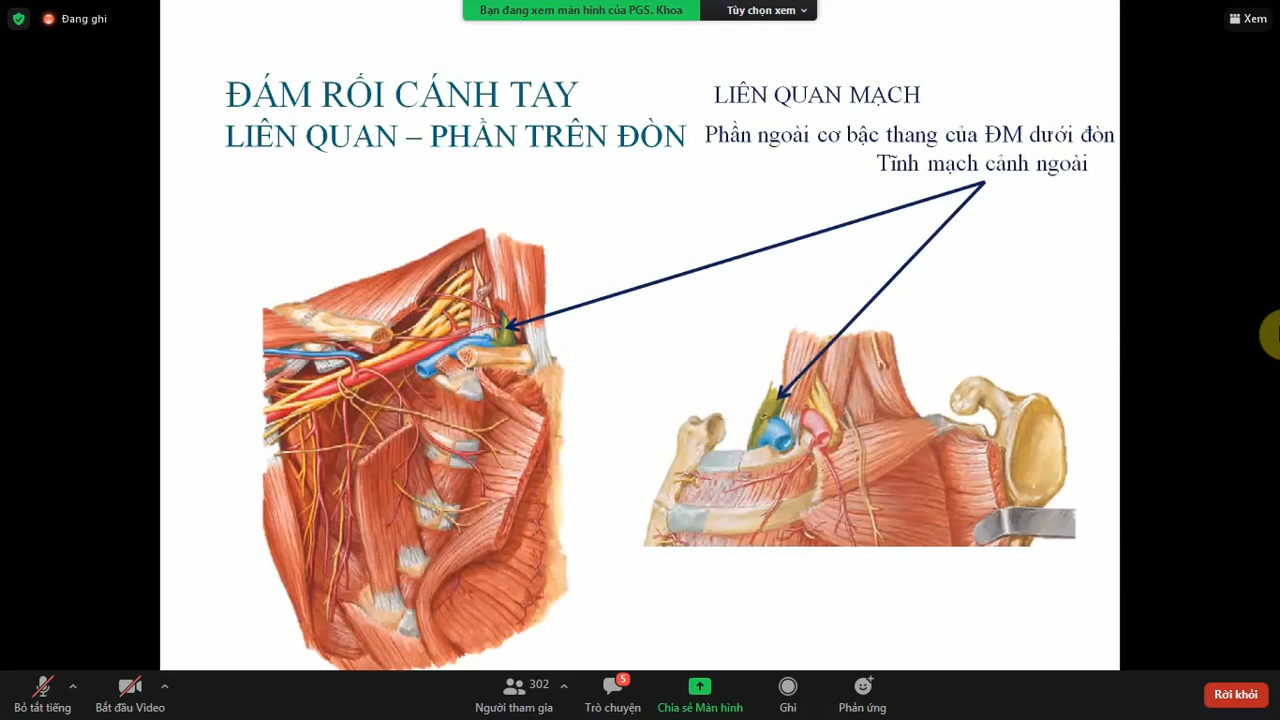 Đang ghi
Bạn đang xem màn hình của PGS. Khoa
Tùy chọn xem
Xem
ĐÁM RỐI CÁNH TAY
LIÊN QUAN – PHẦN TRÊN ĐÒN
LIÊN QUAN MẠCH
Phần ngoài cơ bậc thang của ĐM dưới đòn
Tĩnh mạch cảnh ngoài
Bỏ tắt tiếng
Bắt đầu Video
302
Người tham gia
5
Trò chuyện
Chia sẻ Màn hình
Ghi
Phản ứng
Rời khỏi